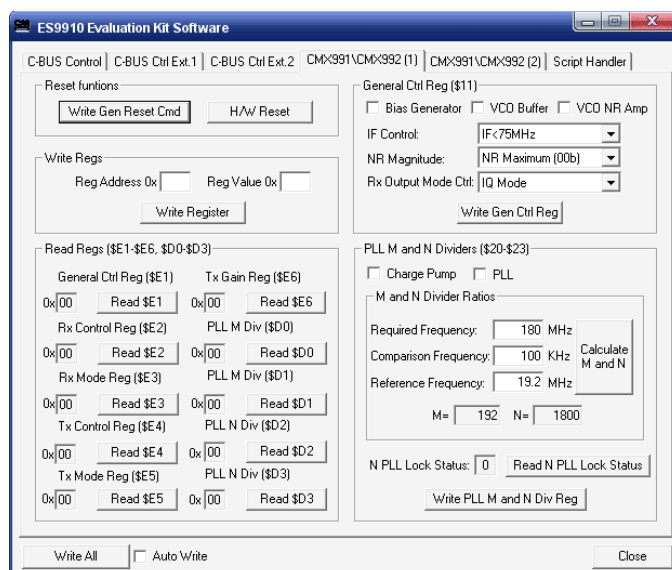 ES9910 Evaluation Kit Software
C-BUS Control C-BUS Ctrl Ext.1 C-BUS Ctrl Ext.2 CMX991\CMX992 (1) CMX991\CMX992 (2) Script Handler
Reset funtions
Write Gen Reset Cmd H/W Reset
Write Regs
Reg Address 0x Reg Value 0x
Write Register
Read Regs ($E1-$E6, $D0-$D3)
General Ctrl Reg ($E1) Tx Gain Reg ($E6)
0x 00 Read $E1 0x 00 Read $E6
Rx Control Reg ($E2) PLL M Div ($D0)
0x 00 Read $E2 0x 00 Read $D0
Rx Mode Reg ($E3) PLL M Div ($D1)
0x 00 Read $E3 0x 00 Read $D1
Tx Control Reg ($E4) PLL N Div ($D2)
0x 00 Read $E4 0x 00 Read $D2
Tx Mode Reg ($E5) PLL N Div ($D3)
0x 00 Read $E5 0x 00 Read $D3
General Ctrl Reg ($11)
Bias Generator VCO Buffer VCO NR Amp
IF Control: IF<75MHz
NR Magnitude: NR Maximum (00b)
Rx Output Mode Ctrl: IQ Mode
Write Gen Ctrl Reg
PLL M and N Dividers ($20-$23)
Charge Pump PLL
M and N Divider Ratios
Required Frequency: 180 MHz
Comparison Frequency: 100 KHz
Reference Frequency: 19.2 MHz
Calculate
M and N
M= 192 N= 1800
N PLL Lock Status: 0 Read N PLL Lock Status
Write PLL M and N Div Reg
Write All Auto Write Close